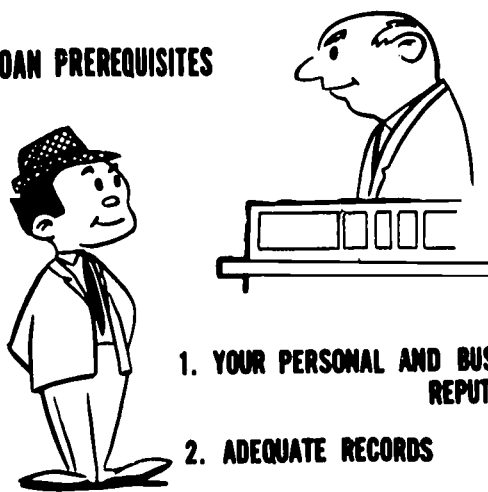 OAN PREREQUISITES
1. YOUR PERSONAL AND BUS
REPUT
2. ADEQUATE RECORDS